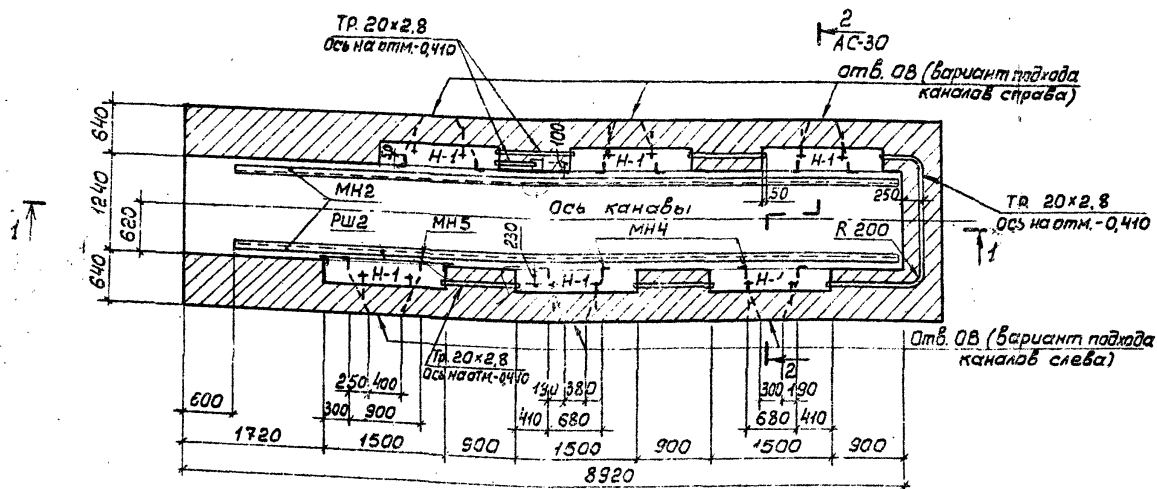 ТР. 20×2,8
Ось на отм.-0,410
2
АС-30
отв. ОВ (вариант подхода
каналов справа)
640
1240
620
640
100
Н-1
Н-1
Н-1
МН2
РШ2
МН5
Ось канавы
МН4
50
250
R 200
230
ТР. 20×2,8
Ось на отм.-0,410
1
1
Н-1
Н-1
Н-1
Отв. ОВ (вариант подхода
каналов слева)
Тр. 20×2,8
Ось на отм.-0,410
2
250
400
190
380
300
190
600
300
900
410
680
680
410
1720
1500
900
1500
900
1500
900
8920